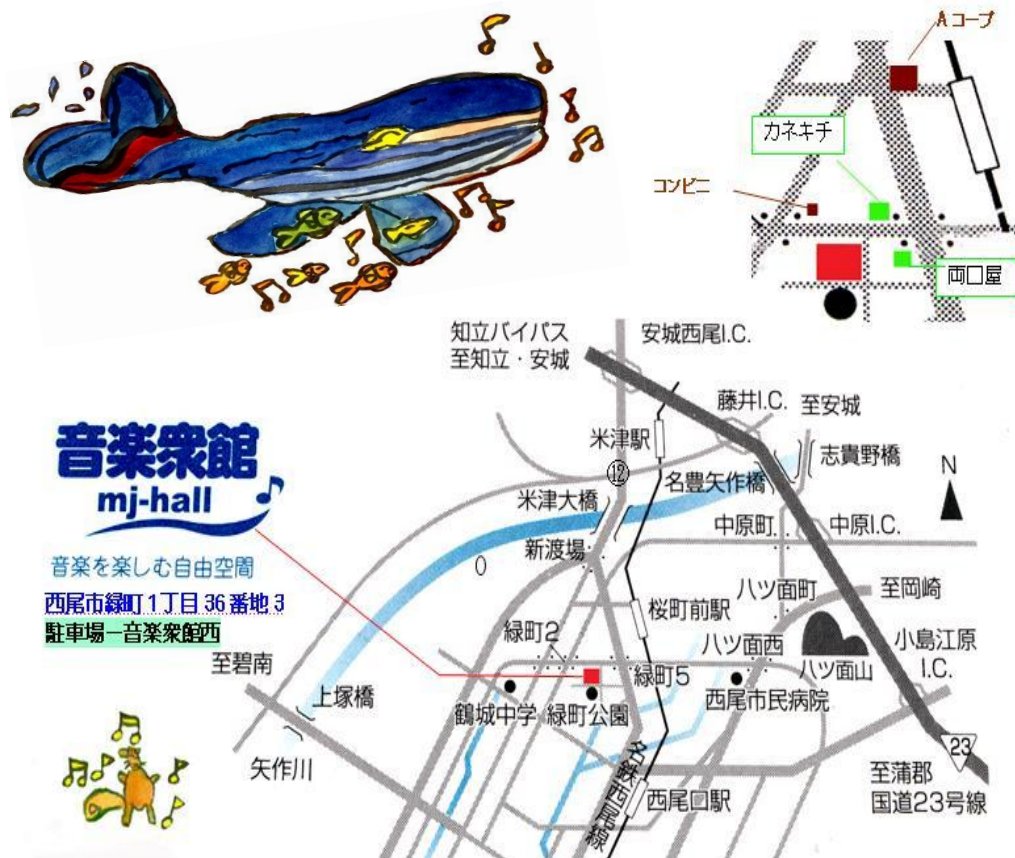 Aコープ
カネキチ
コンビニ
両口屋
知立バイパス
至知立・安城
安城西尾I.C.
藤井I.C.
至安城
米津駅
志貴野橋
音楽衆館
mj-hall
⑫
名豊矢作橋
N
米津大橋
中原町
中原I.C.
新渡場
音楽を楽しむ自由空間
0
西尾市緑町1丁目36番地3
八ツ面町
至岡崎
桜町前駅
駐車場ー音楽衆館西
緑町2
八ツ面西
小島江原
I.C.
至碧南
緑町5
八ツ面山
上塚橋
西尾市民病院
鶴城中学
緑町公園
矢作川
名鉄西尾線
西尾口駅
23
至蒲郡
国道23号線